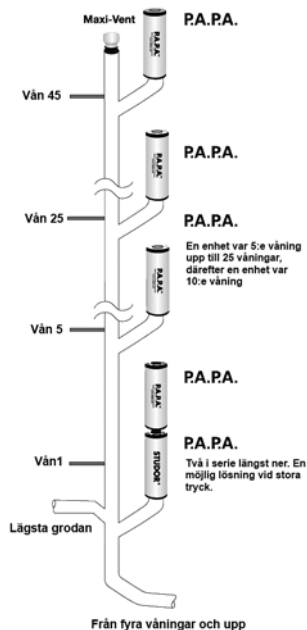 Maxi-Vent
P.A.P.A.
P.A.P.A.
Vån 45
P.A.P.A.
P.A.P.A.
Vån 25
P.A.P.A.
En enhet var 5:e våning
upp till 25 våningar,
därefter en enhet var
10:e våning
P.A.P.A.
Vån 5
P.A.P.A.
P.A.P.A.
P.A.P.A.
Två i serie längst ner. En
möjlig lösning vid stora
tryck.
STUDOR
Vån1
Lägsta grodan
Från fyra våningar och upp